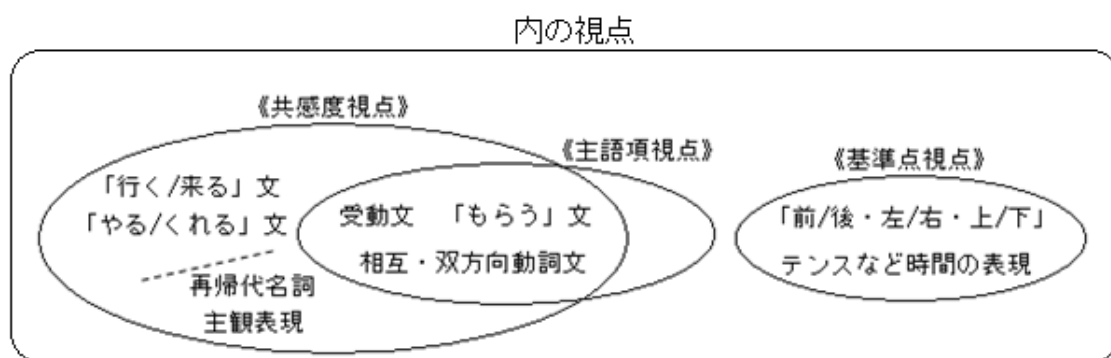 内の視点
《共感度視点》
《主語項視点》
《基準点視点》
「行く/来る」文
「やる/くれる」文
再帰代名詞
主観表現
受動文 「もらう」文
相互・双方向動詞文
「前/後・左/右・上/下」
テンスなど時間の表現